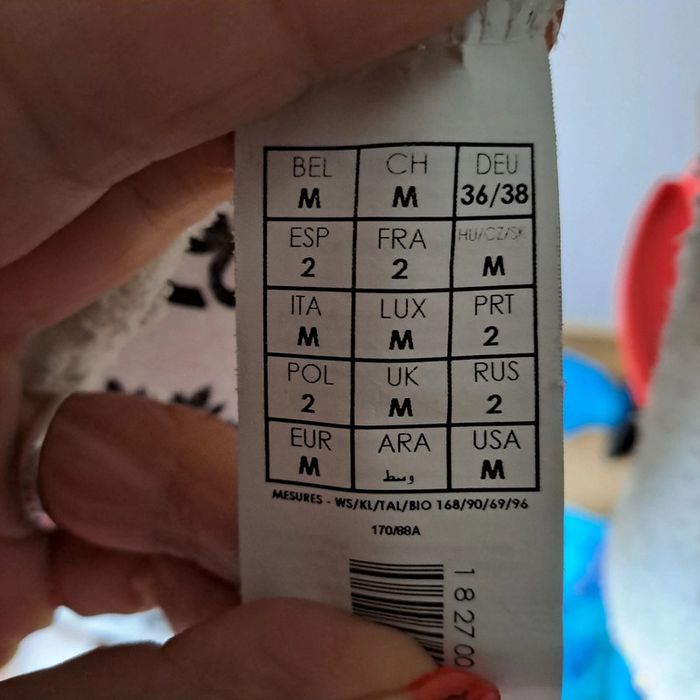 BEL CH DEU
M M 36/38
ESP FRA HU/CZ/SK
2 2 M
ITA LUX PRT
M M 2
POL UK RUS
2 M 2
EUR ARA USA
M وسط M
MESURES - WS/KL/TAL/BIO 168/90/69/96
170/88A
1 8 27 00